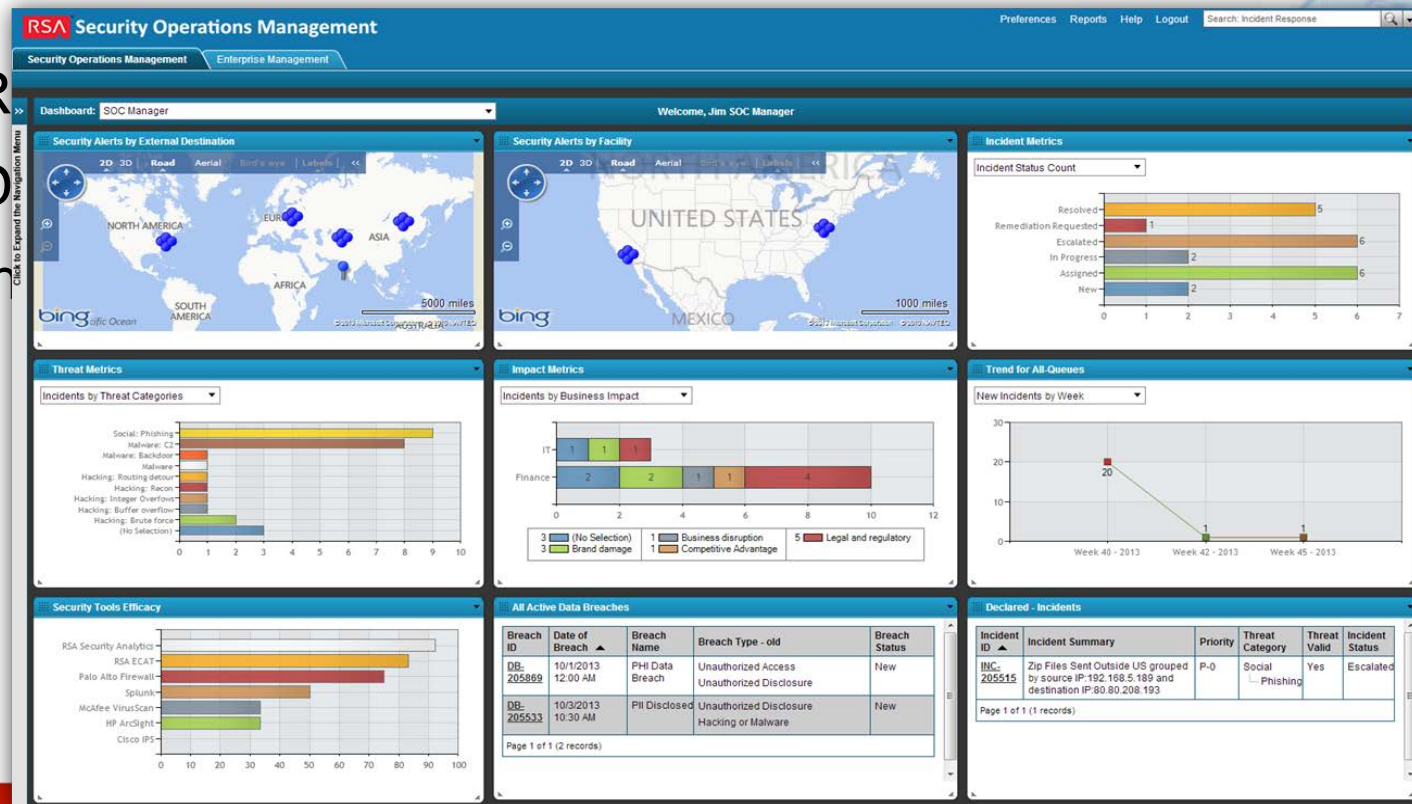 RSA Security Operations Management
Preferences Reports Help Logout Search: Incident Response
Security Operations Management Enterprise Management
R
Dashboard: SOC Manager
Welcome, Jim SOC Manager
Click to Expand the Navigation Menu
Security Alerts by External Destination
2D 3D Road Aerial Bird's eye Labels <<
NORTH AMERICA
ASIA
AFRICA
SOUTH AMERICA
5000 miles
bing
Security Alerts by Facility
2D 3D Road Aerial Bird's eye Labels <<
NORTH AMERICA
UNITED STATES
MEXICO
1000 miles
bing
Incident Metrics
Incident Status Count
Resolved 5
Remediation Requested 1
Escalated 6
In Progress 2
Assigned 6
New 2
0 1 2 3 4 5 6 7
Threat Metrics
Incidents by Threat Categories
Social: Phishing
Malware: C2
Malware: Backdoor
Malware
Hacking: Routing detour
Hacking: Recon
Hacking: Integer Overfows
Hacking: Buffer overflow
Hacking: Brute force
(No Selection)
0 1 2 3 4 5 6 7 8 9 10
Impact Metrics
Incidents by Business Impact
IT 1 1 1
Finance 2 2 1 1 4
0 2 4 6 8 10 12
3 (No Selection) 1 Business disruption 5 Legal and regulatory
3 Brand damage 1 Competitive Advantage
Trend for All-Queues
New Incidents by Week
30
20
10
0
20
1
1
Week 40 - 2013 Week 42 - 2013 Week 45 - 2013
Security Tools Efficacy
RSA Security Analytics
RSA ECAT
Palo Alto Firewall
Splunk
McAfee VirusScan
HP ArcSight
Cisco IPS
0 10 20 30 40 50 60 70 80 90 100
All Active Data Breaches
Breach ID Date of Breach Breach Name Breach Type - old Breach Status
DB-205869 10/1/2013 12:00 AM PHI Data Breach Unauthorized Access Unauthorized Disclosure New
DB-205533 10/3/2013 10:30 AM PII Disclosed Unauthorized Disclosure Hacking or Malware New
Page 1 of 1 (2 records)
Declared - Incidents
Incident ID Incident Summary Priority Threat Category Threat Valid Incident Status
INC-205515 Zip Files Sent Outside US grouped by source IP:192.168.5.189 and destination IP:80.80.208.193 P-0 Social Phishing Yes Escalated
Page 1 of 1 (1 records)